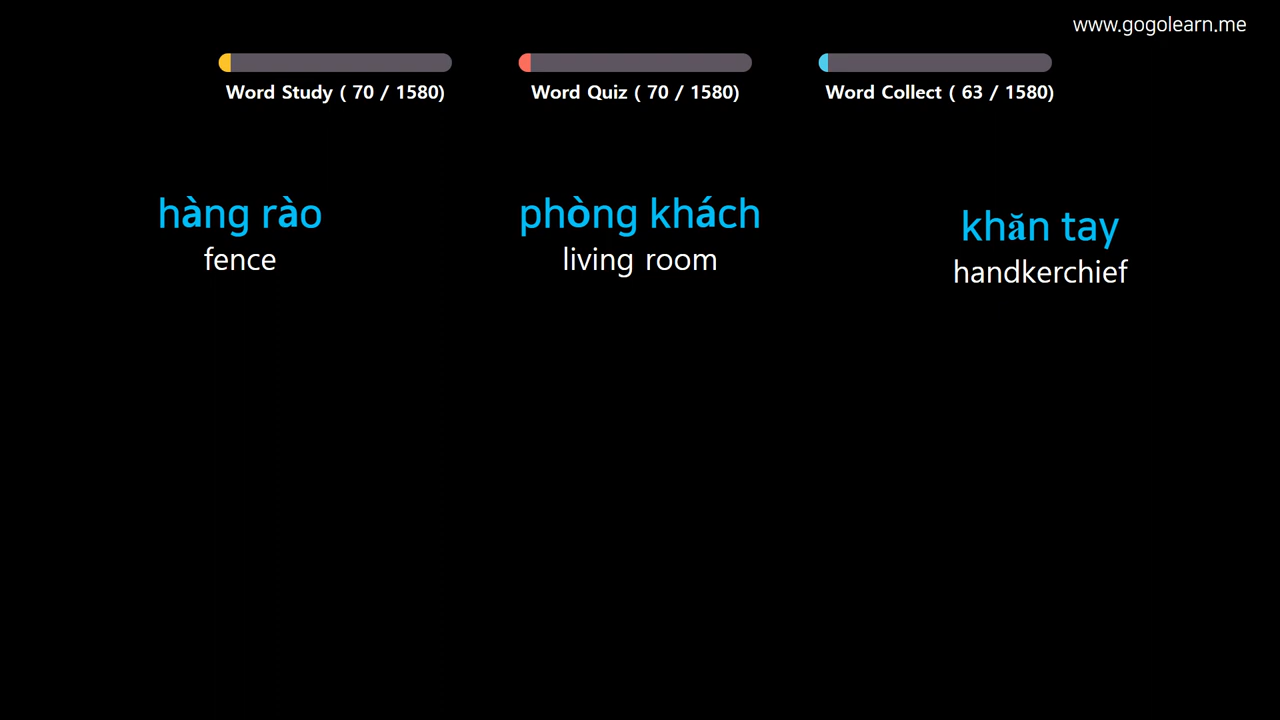 www.gogolearn.me
Word Study ( 70 / 1580)
Word Quiz ( 70 / 1580)
Word Collect ( 63 / 1580)
hàng rào
fence
phòng khách
living room
khăn tay
handkerchief